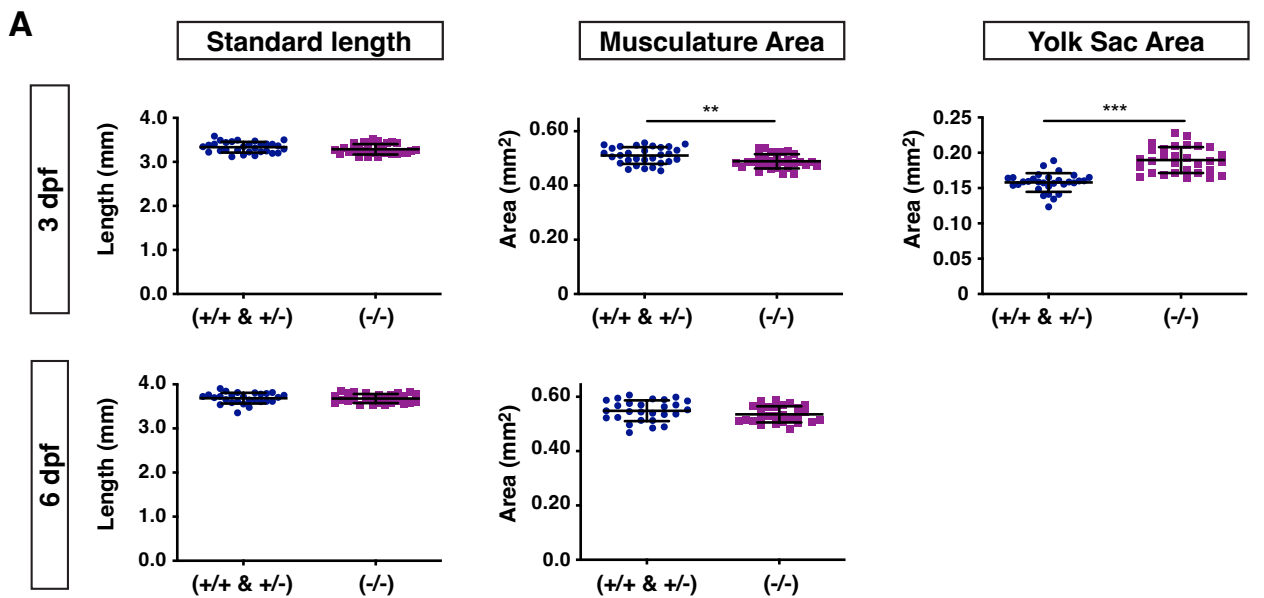 A
Standard length
Musculature Area
Yolk Sac Area
3 dpf
Length (mm)
4.0
3.0
2.0
1.0
0.0
(+/+ & +/-)
(-/-)
Area (mm2)
0.60
0.40
0.20
0
**
(+/+ & +/-)
(-/-)
Area (mm2)
0.25
0.20
0.15
0.10
0.05
0
***
(+/+ & +/-)
(-/-)
6 dpf
Length (mm)
4.0
3.0
2.0
1.0
0.0
(+/+ & +/-)
(-/-)
Area (mm2)
0.60
0.40
0.20
0.0
(+/+ & +/-)
(-/-)